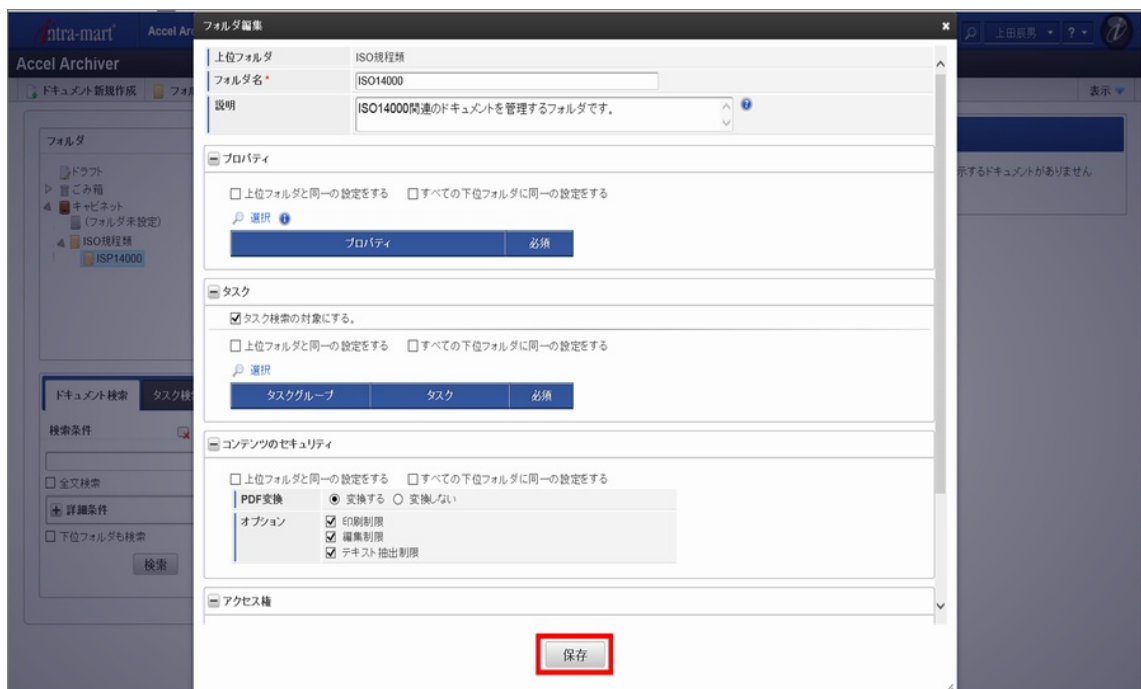 intra-mart
Accel Ar
上田辰男
?
Accel Archiver
ドキュメント新規作成
フォル
表示
フォルダ
ドラフト
ごみ箱
キャビネット
(フォルダ未設定)
ISO規程類
ISP14000
ドキュメント検索
タスク検
検索条件
全文検索
詳細条件
下位フォルダも検索
検索
示するドキュメントがありません
フォルダ編集
上位フォルダ ISO規程類
フォルダ名* ISO14000
説明 ISO14000関連のドキュメントを管理するフォルダです。
プロパティ
上位フォルダと同一の設定をする すべての下位フォルダに同一の設定をする
選択
プロパティ 必須
タスク
タスク検索の対象にする。
上位フォルダと同一の設定をする すべての下位フォルダに同一の設定をする
選択
タスクグループ タスク 必須
コンテンツのセキュリティ
上位フォルダと同一の設定をする すべての下位フォルダに同一の設定をする
PDF変換 変換する 変換しない
オプション 印刷制限
編集制限
テキスト抽出制限
アクセス権
保存